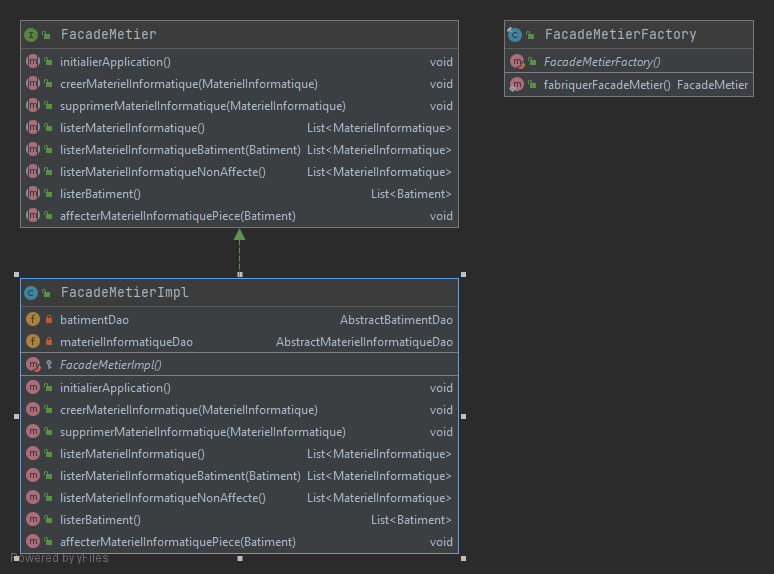 FacadeMetier
initialierApplication() void
creerMaterielInformatique(MaterielInformatique) void
supprimerMaterielInformatique(MaterielInformatique) void
listerMaterielInformatique() List<MaterielInformatique>
listerMaterielInformatiqueBatiment(Batiment) List<MaterielInformatique>
listerMaterielInformatiqueNonAffecte() List<MaterielInformatique>
listerBatiment() List<Batiment>
affecterMaterielInformatiquePiece(Batiment) void
FacadeMetierFactory
FacadeMetierFactory()
fabriquerFacadeMetier() FacadeMetier
FacadeMetierImpl
batimentDao AbstractBatimentDao
materielInformatiqueDao AbstractMaterielInformatiqueDao
FacadeMetierImpl()
initialierApplication() void
creerMaterielInformatique(MaterielInformatique) void
supprimerMaterielInformatique(MaterielInformatique) void
listerMaterielInformatique() List<MaterielInformatique>
listerMaterielInformatiqueBatiment(Batiment) List<MaterielInformatique>
listerMaterielInformatiqueNonAffecte() List<MaterielInformatique>
listerBatiment() List<Batiment>
affecterMaterielInformatiquePiece(Batiment) void
Powered by yFiles